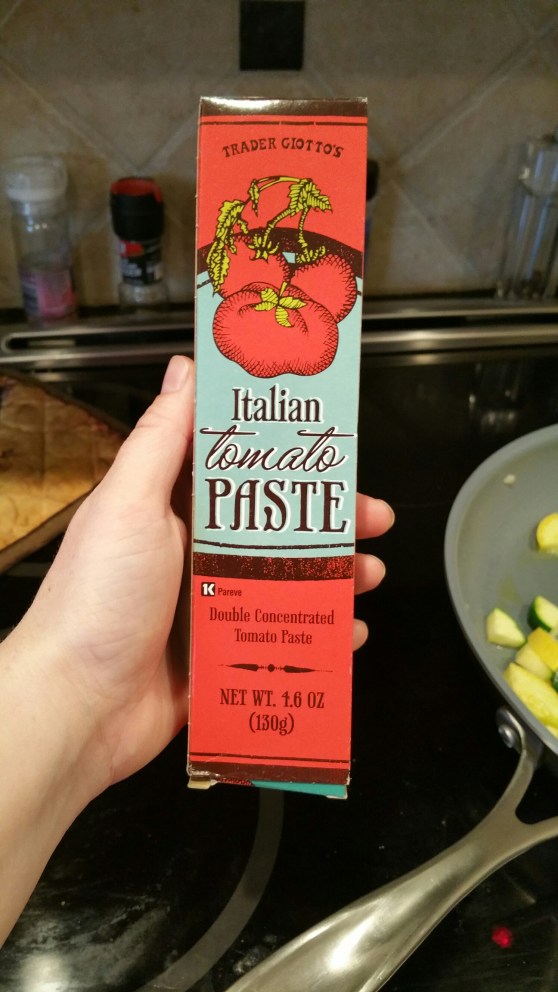 TRADER GIOTTO'S
Italian
tomato
PASTE
K Pareve
Double Concentrated
Tomato Paste
NET WT. 4.6 OZ
(130g)